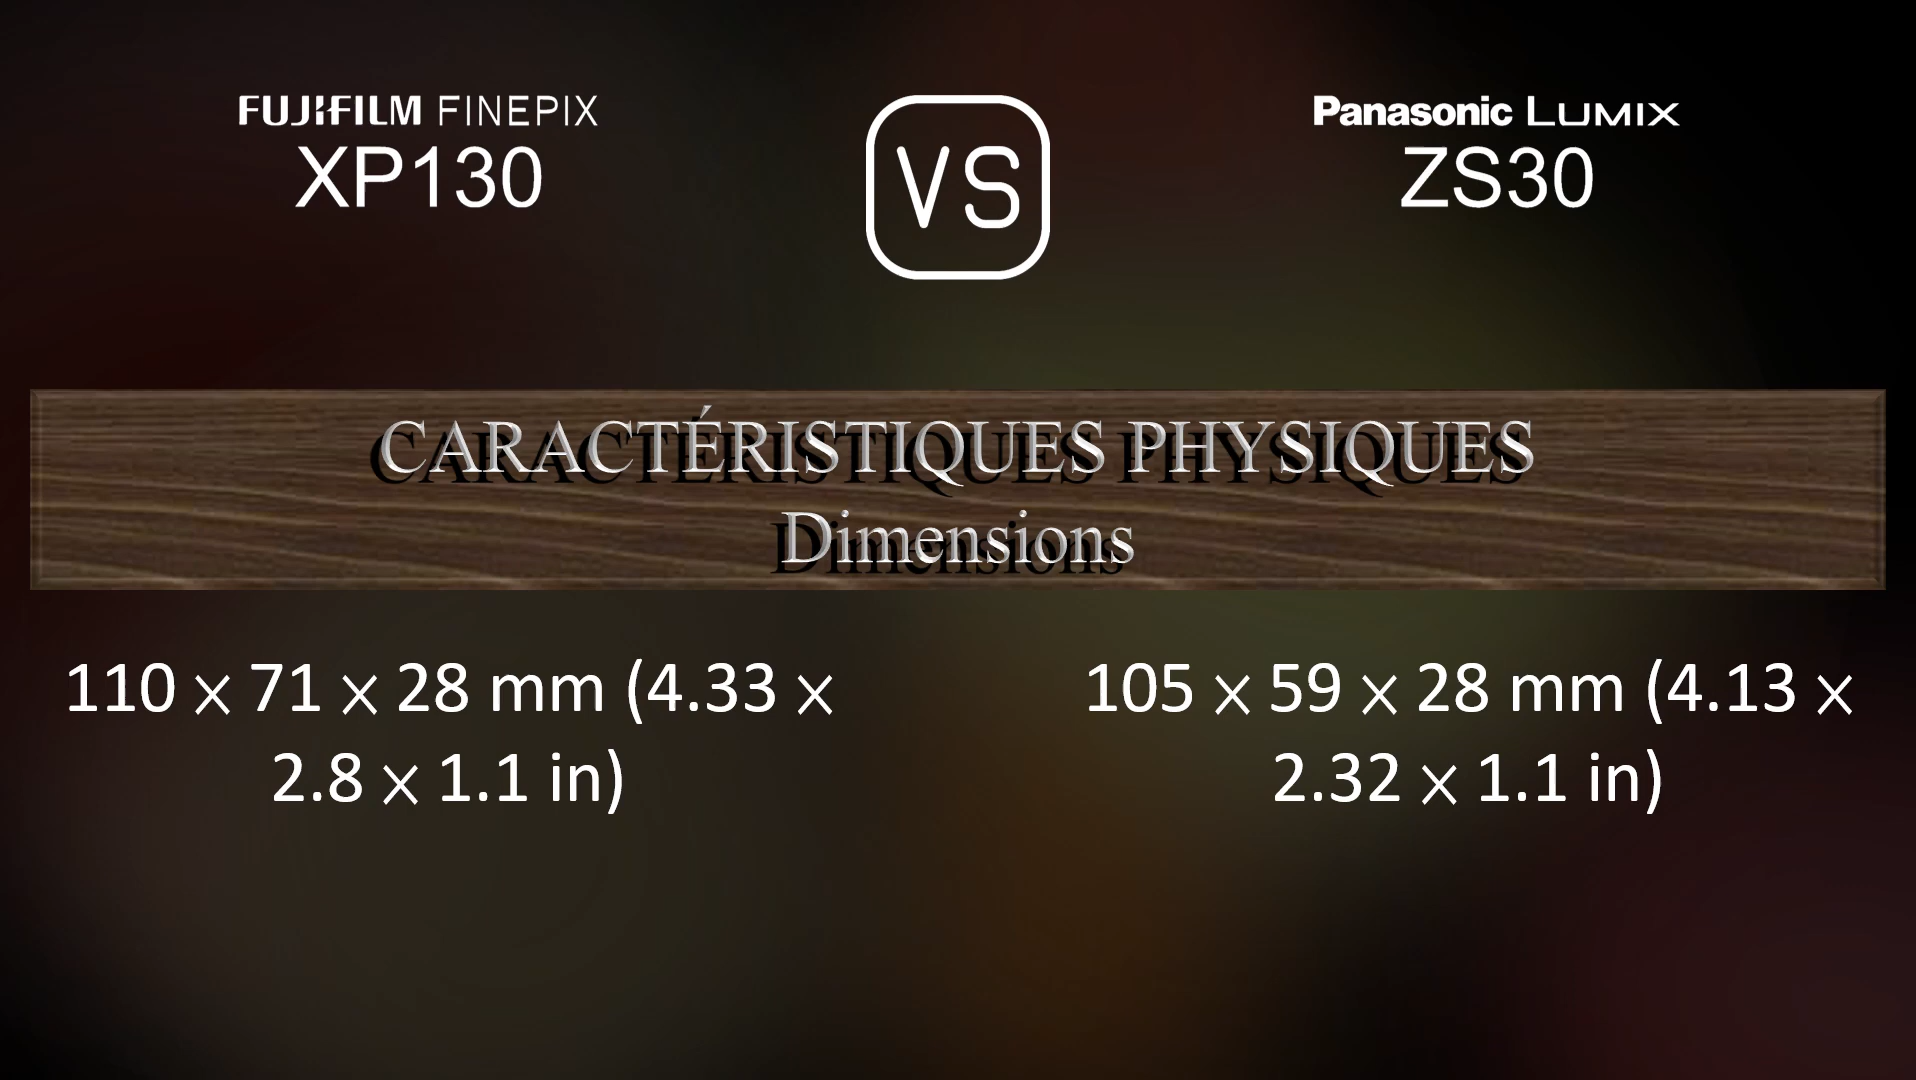 FUJIFILM FINEPIX
XP130
VS
Panasonic LUMIX
ZS30
CARACTÉRISTIQUES PHYSIQUES
Dimensions
110 x 71 x 28 mm (4.33 x
2.8 x 1.1 in)
105 x 59 x 28 mm (4.13 x
2.32 x 1.1 in)